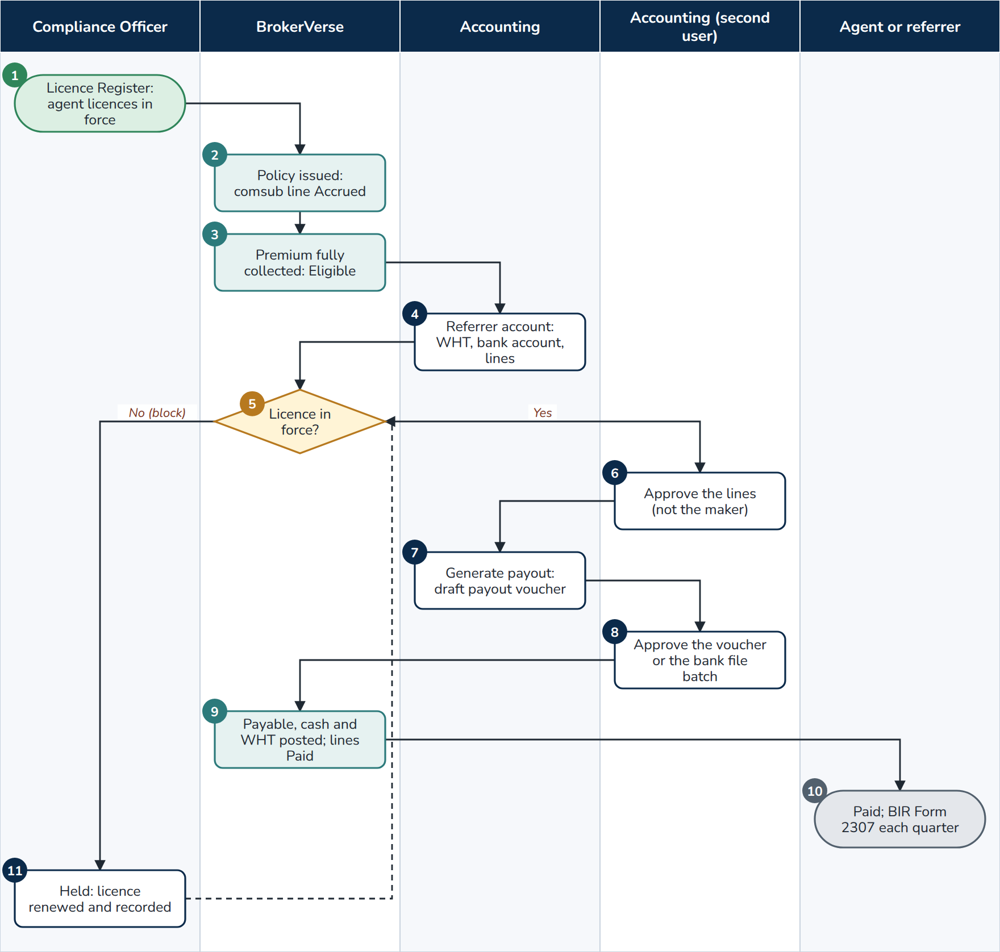 Compliance Officer
BrokerVerse
Accounting
Accounting (second
user)
Agent or referrer
1
Licence Register:
agent licences in
force
2
Policy issued:
comsub line Accrued
3
Premium fully
collected: Eligible
4
Referrer account:
WHT, bank account,
lines
5
Licence in
force?
No (block)
Yes
6
Approve the lines
(not the maker)
7
Generate payout:
draft payout voucher
8
Approve the voucher
or the bank file
batch
9
Payable, cash and
WHT posted; lines
Paid
10
Paid; BIR Form
2307 each quarter
11
Held: licence
renewed and recorded